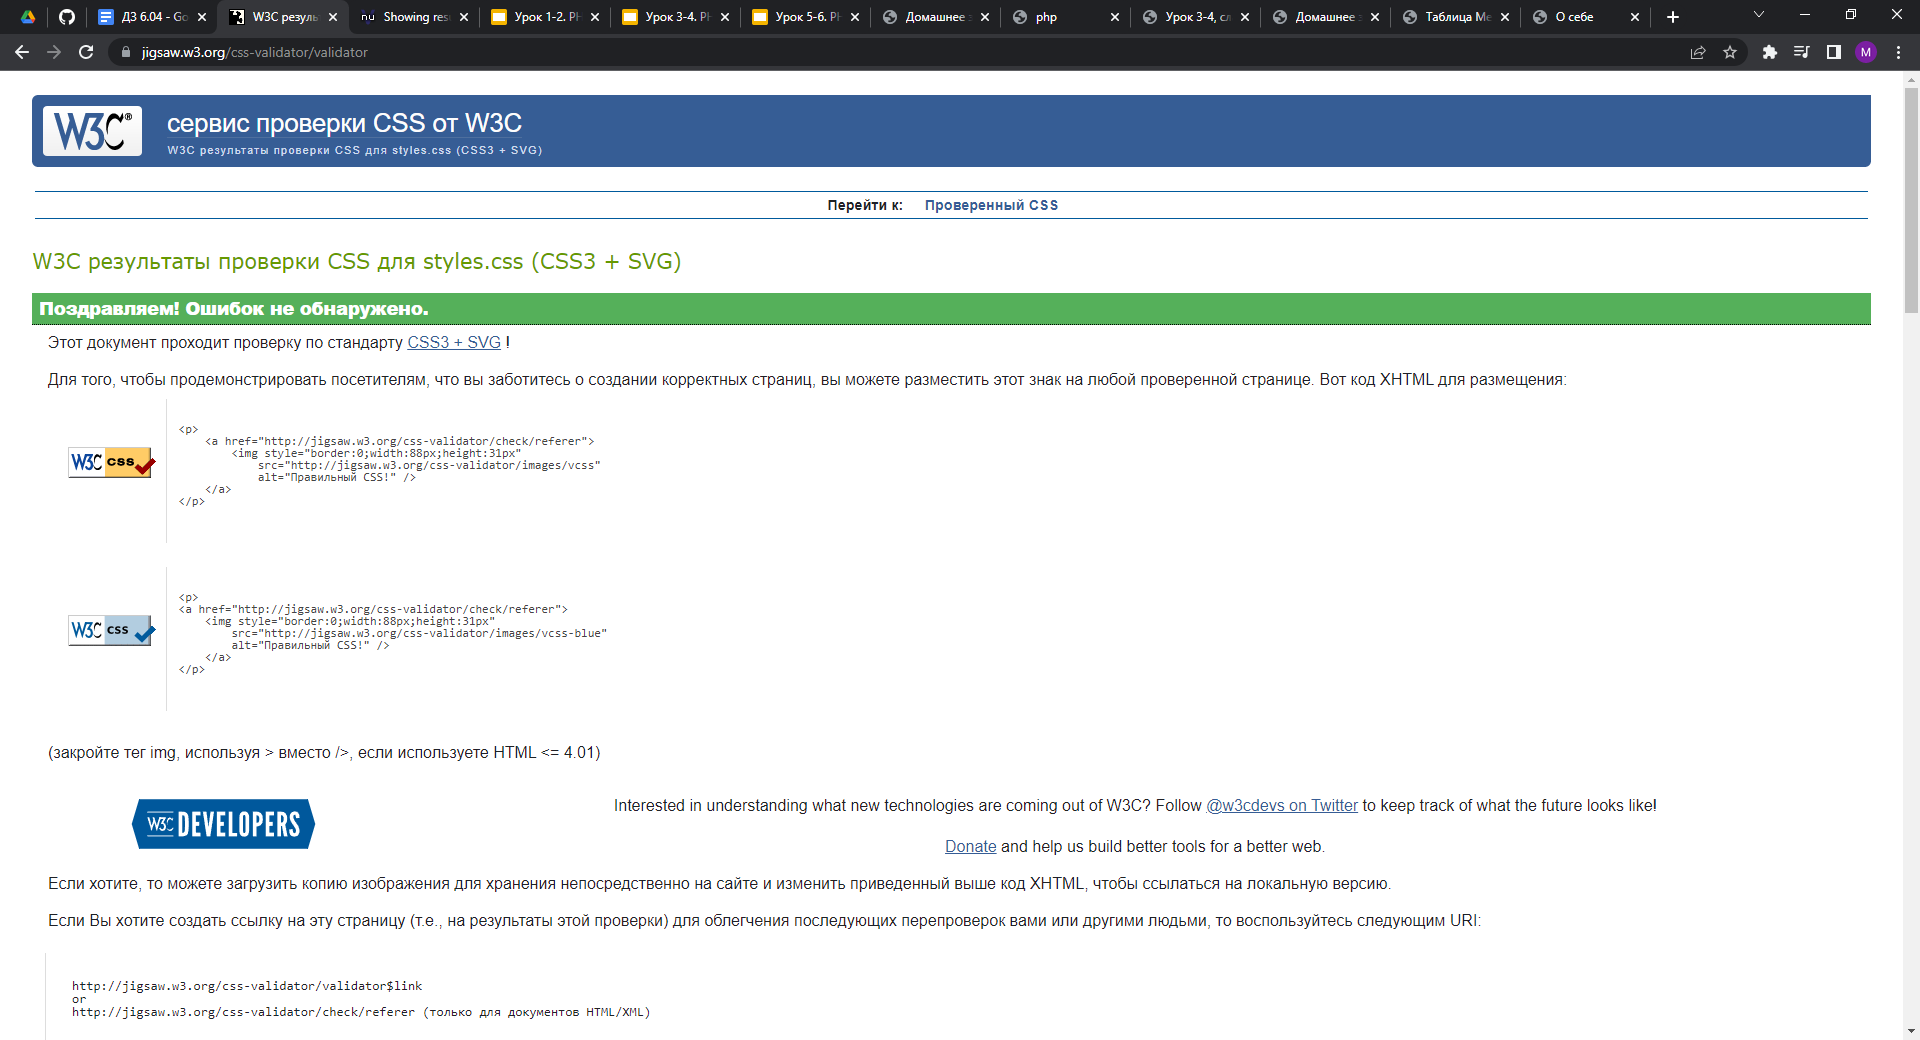 ДЗ 6.04 - Go
W3C резуль
Showing res
Урок 1-2. PH
Урок 3-4. PH
Урок 5-6. PH
Домашнее з
php
Урок 3-4, сл
Домашнее з
Таблица Ме
О себе
jigsaw.w3.org/css-validator/validator
M
W3C®
сервис проверки CSS от W3C
W3C результаты проверки CSS для styles.css (CSS3 + SVG)
Перейти к: Проверенный CSS
W3C результаты проверки CSS для styles.css (CSS3 + SVG)
Поздравляем! Ошибок не обнаружено.
Этот документ проходит проверку по стандарту CSS3 + SVG !
Для того, чтобы продемонстрировать посетителям, что вы заботитесь о создании корректных страниц, вы можете разместить этот знак на любой проверенной странице. Вот код XHTML для размещения:
W3C css
<p>
<a href="http://jigsaw.w3.org/css-validator/check/referer">
<img style="border:0;width:88px;height:31px"
src="http://jigsaw.w3.org/css-validator/images/vcss"
alt="Правильный CSS!" />
</a>
</p>
W3C css
<p>
<a href="http://jigsaw.w3.org/css-validator/check/referer">
<img style="border:0;width:88px;height:31px"
src="http://jigsaw.w3.org/css-validator/images/vcss-blue"
alt="Правильный CSS!" />
</a>
</p>
(закройте тег img, используя > вместо />, если используете HTML <= 4.01)
W3C DEVELOPERS
Interested in understanding what new technologies are coming out of W3C? Follow @w3cdevs on Twitter to keep track of what the future looks like!
Donate and help us build better tools for a better web.
Если хотите, то можете загрузить копию изображения для хранения непосредственно на сайте и изменить приведенный выше код XHTML, чтобы ссылаться на локальную версию.
Если Вы хотите создать ссылку на эту страницу (т.е., на результаты этой проверки) для облегчения последующих перепроверок вами или другими людьми, то воспользуйтесь следующим URI:
http://jigsaw.w3.org/css-validator/validator$link
or
http://jigsaw.w3.org/css-validator/check/referer (только для документов HTML/XML)